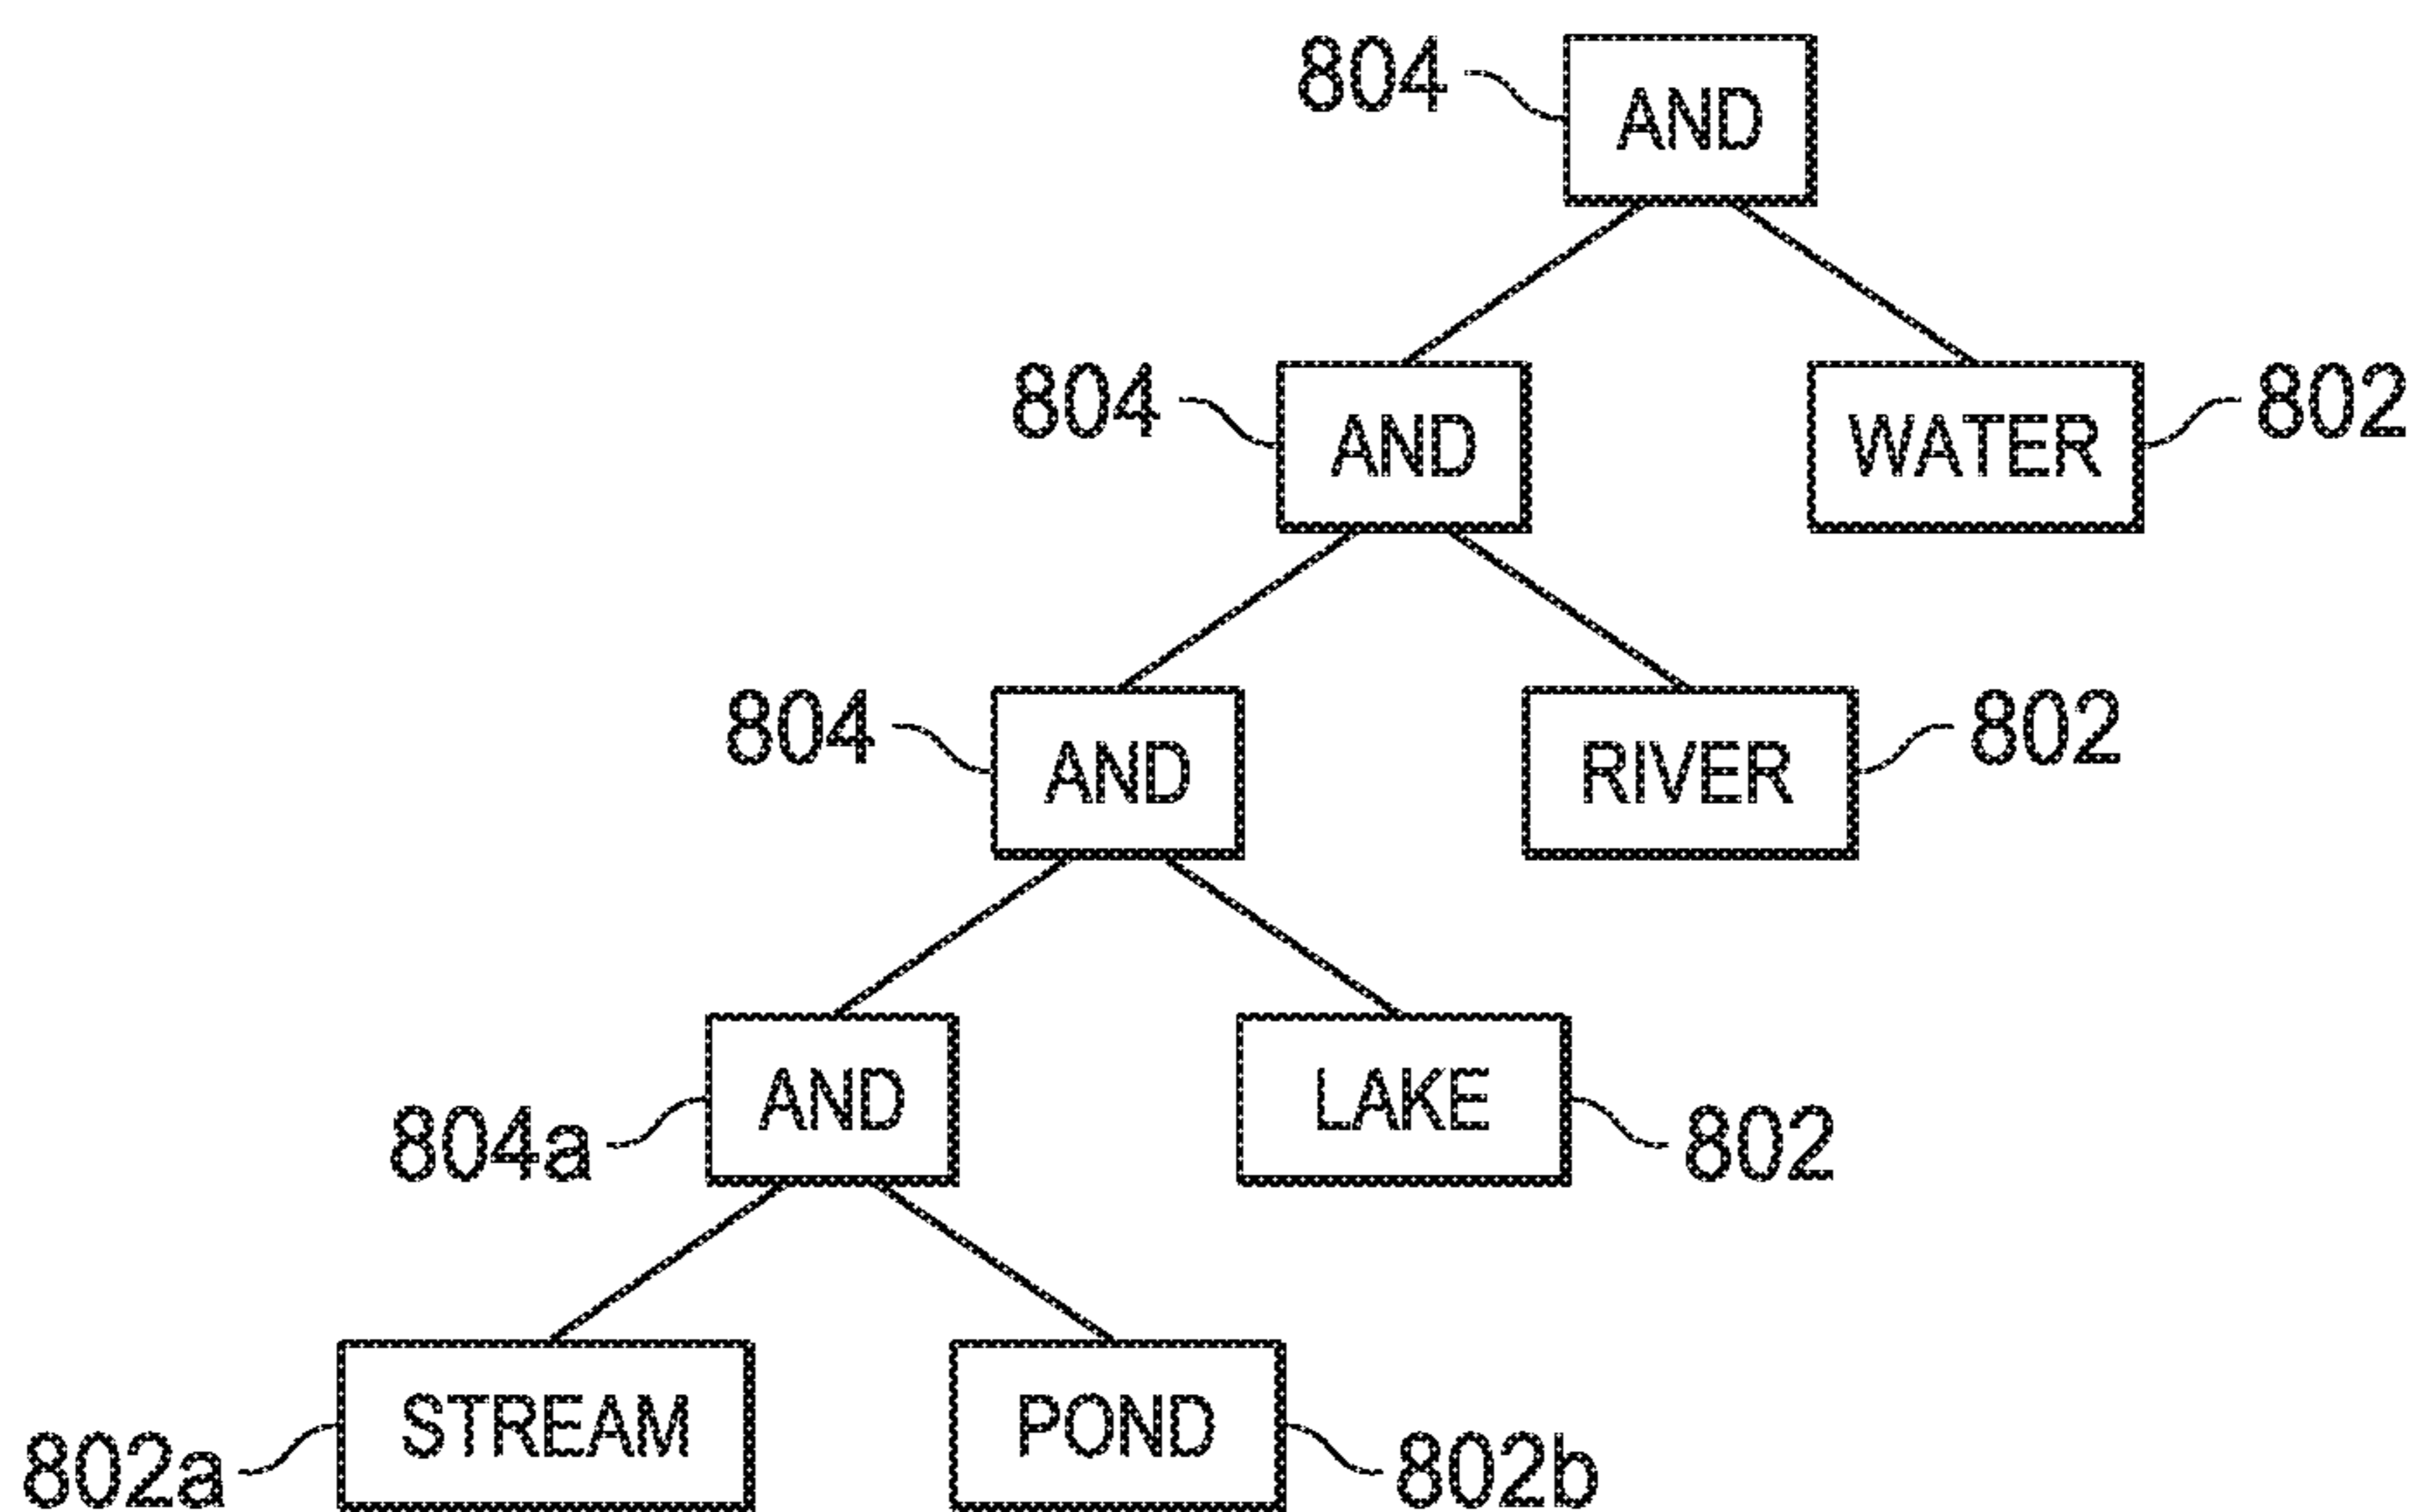 804 AND
804 AND WATER 802
804 AND RIVER 802
804a AND LAKE 802
802a STREAM POND 802b